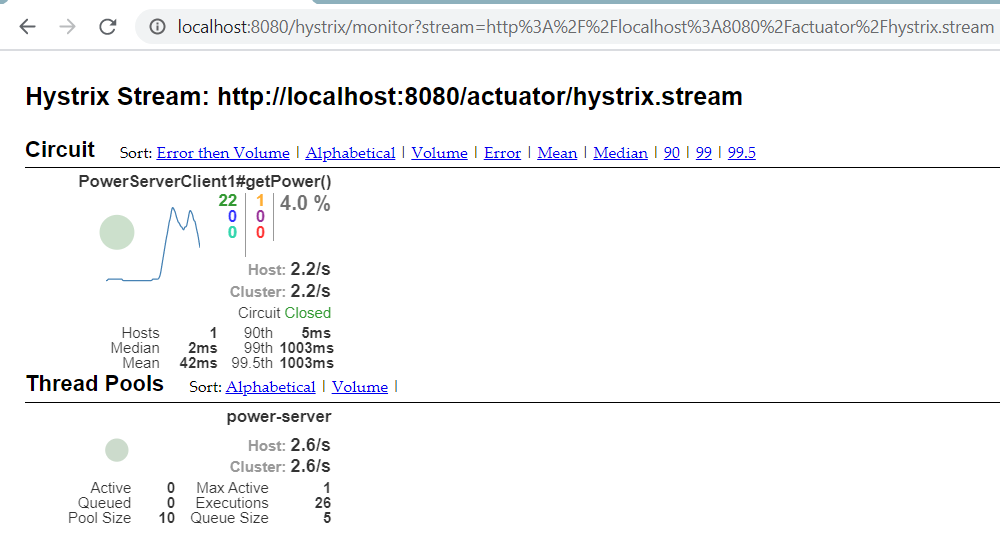 localhost:8080/hystrix/monitor?stream=http%3A%2F%2Flocalhost%3A8080%2Factuator%2Fhystrix.stream
Hystrix Stream: http://localhost:8080/actuator/hystrix.stream
Circuit Sort: Error then Volume | Alphabetical | Volume | Error | Mean | Median | 90 | 99 | 99.5
PowerServerClient1#getPower()
22 1 4.0 %
0 0
0 0
Host: 2.2/s
Cluster: 2.2/s
Circuit Closed
Hosts 1 90th 5ms
Median 2ms 99th 1003ms
Mean 42ms 99.5th 1003ms
Thread Pools Sort: Alphabetical | Volume |
power-server
Host: 2.6/s
Cluster: 2.6/s
Active 0 Max Active 1
Queued 0 Executions 26
Pool Size 10 Queue Size 5